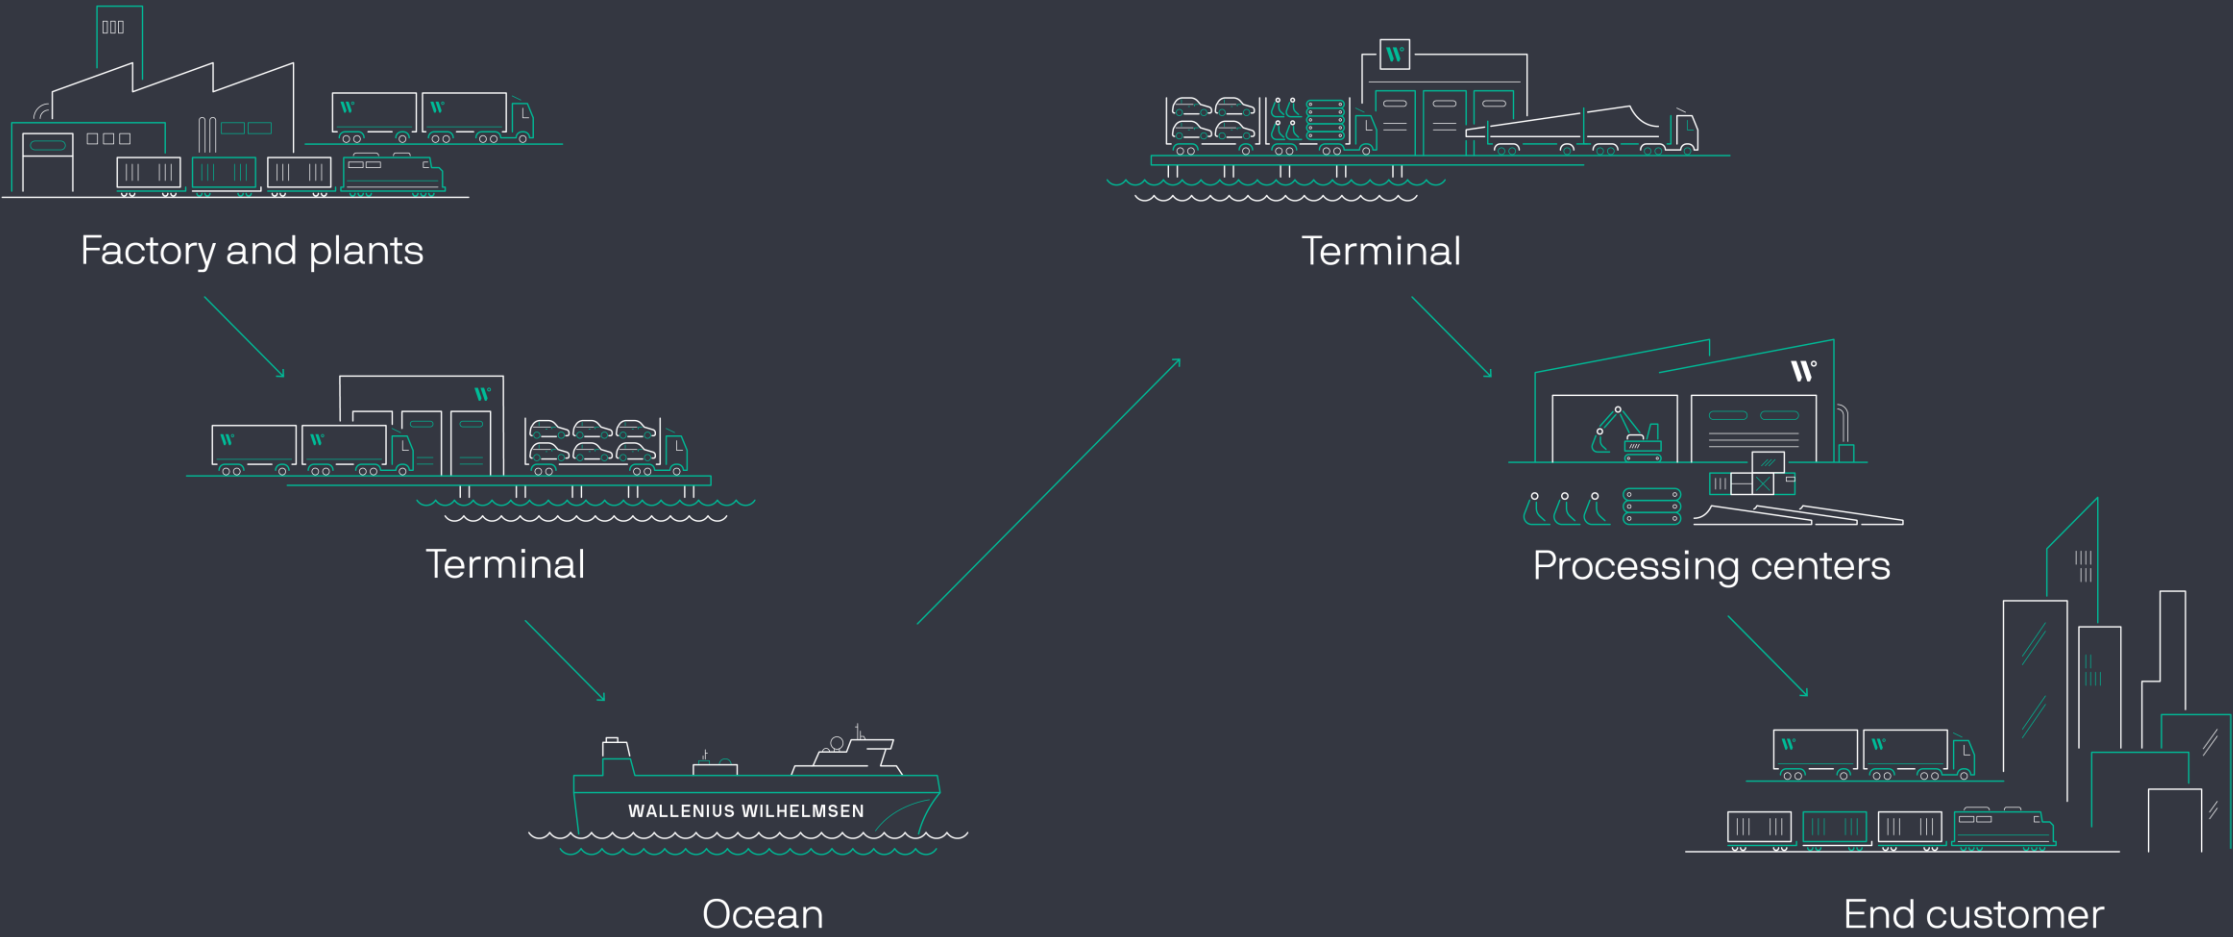 Factory and plants
Terminal
WALLENIUS WILHELMSEN
Ocean
Terminal
Processing centers
End customer